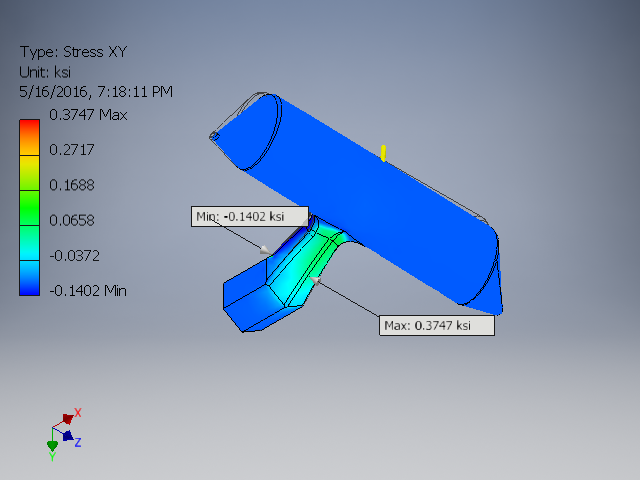 Type: Stress XY
Unit: ksi
5/16/2016, 7:18:11 PM
0.3747 Max
0.2717
0.1688
0.0658
-0.0372
-0.1402 Min
Min: -0.1402 ksi
Max: 0.3747 ksi
X
Z
Y